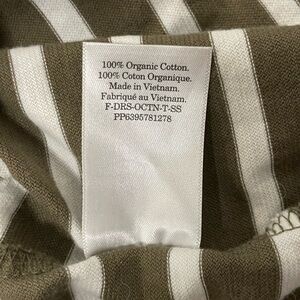 100% Organic Cotton.
100% Coton Organique.
Made in Vietnam.
Fabriqué au Vietnam.
F-DRS-OCTN-T-SS
PP6395781278